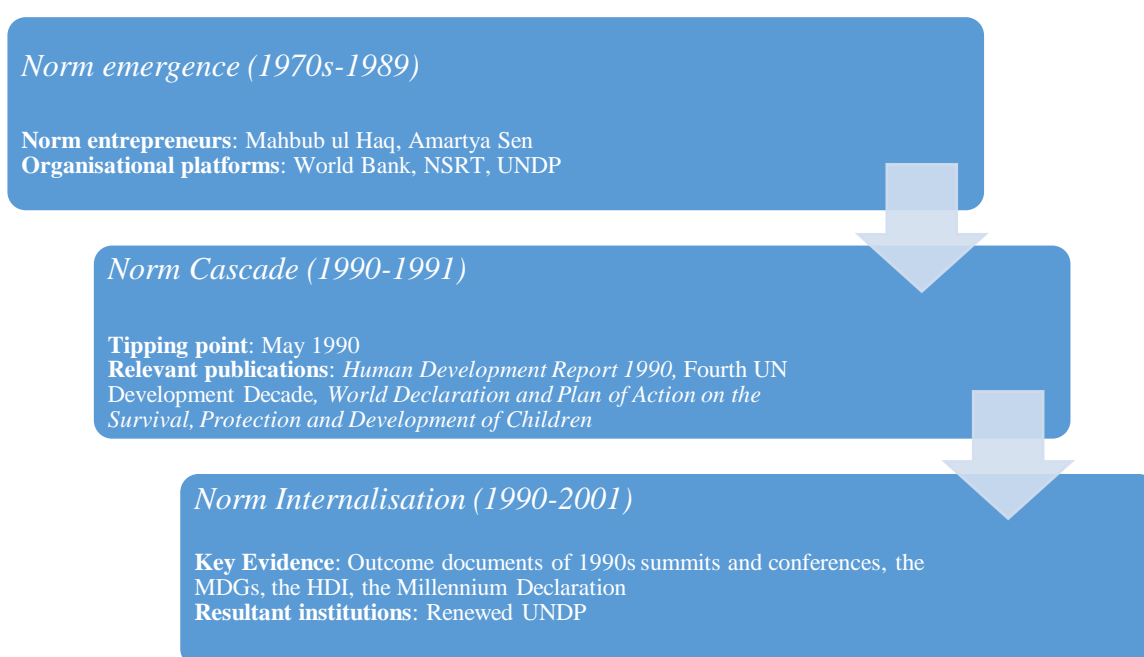 Norm emergence (1970s-1989)
Norm entrepreneurs: Mahbub ul Haq, Amartya Sen
Organisational platforms: World Bank, NSRT, UNDP
Norm Cascade (1990-1991)
Tipping point: May 1990
Relevant publications: Human Development Report 1990, Fourth UN
Development Decade, World Declaration and Plan of Action on the
Survival, Protection and Development of Children
Norm Internalisation (1990-2001)
Key Evidence: Outcome documents of 1990s summits and conferences, the
MDGs, the HDI, the Millennium Declaration
Resultant institutions: Renewed UNDP